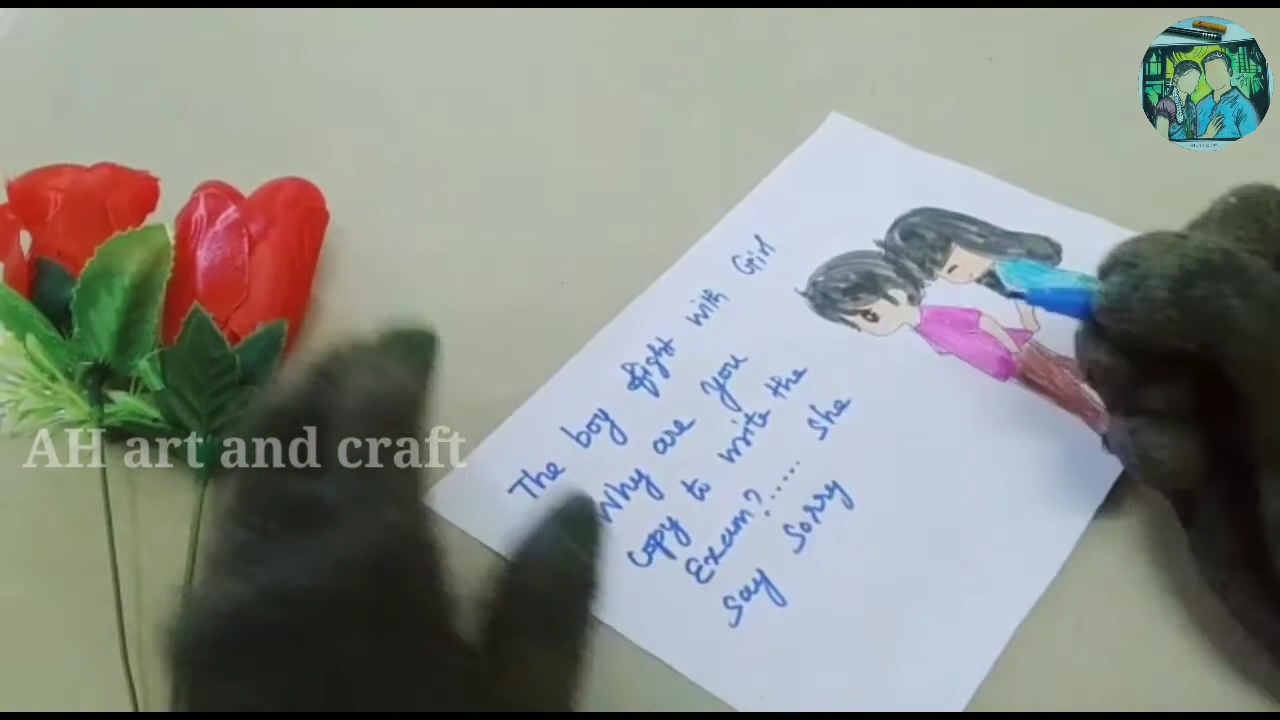 The boy fight with Girl
Why are you
copy to write the
Exam?..... she
say sorry
AH art and craft